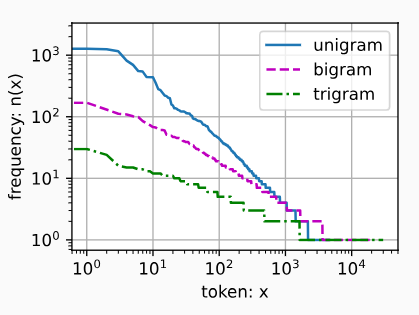 unigram
bigram
trigram
frequency: n(x)
10³
10²
10¹
10⁰
10⁰ 10¹ 10² 10³ 10⁴
token: x